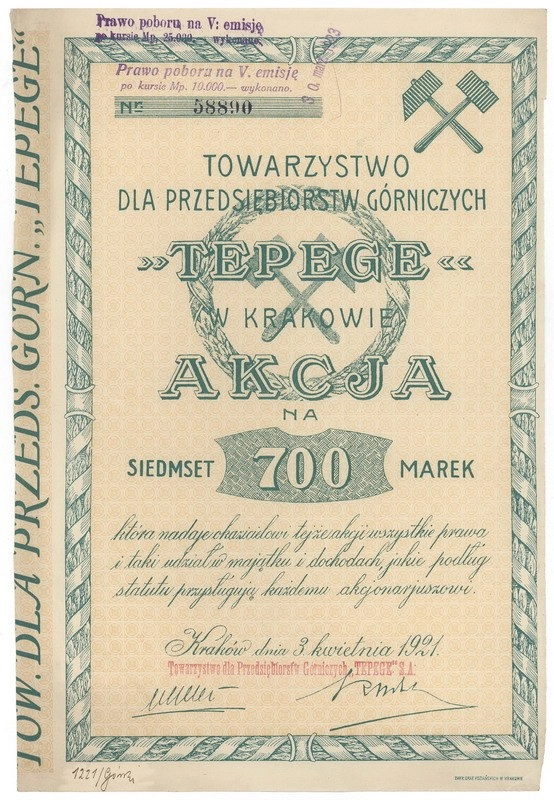 Prawo poboru na V: emisję
po kursie Mp. 25.000. — wykonano.
Prawo poboru na V. emisję
po kursie Mp. 10.000.— wykonano.
Nr 58890
TOWARZYSTWO
DLA PRZEDSIĘBIORSTW GÓRNICZYCH
»TEPEGE«
W KRAKOWIE
AKCJA
NA
SIEDMSET 700 MAREK
która nadaje okazicielowi tejże akcji wszystkie prawa
i taki udział w majątku i dochodach, jakie podług
statutu przysługują każdemu akcjonarjuszowi.
Kraków dnia 3. kwietnia 1921.
Towarzystwo dla Przedsiębiorstw Górniczych „TEPEGE” S.A.
TOW. DLA PRZEDS. GÓRN. „TEPEGE”
1221/Górn.